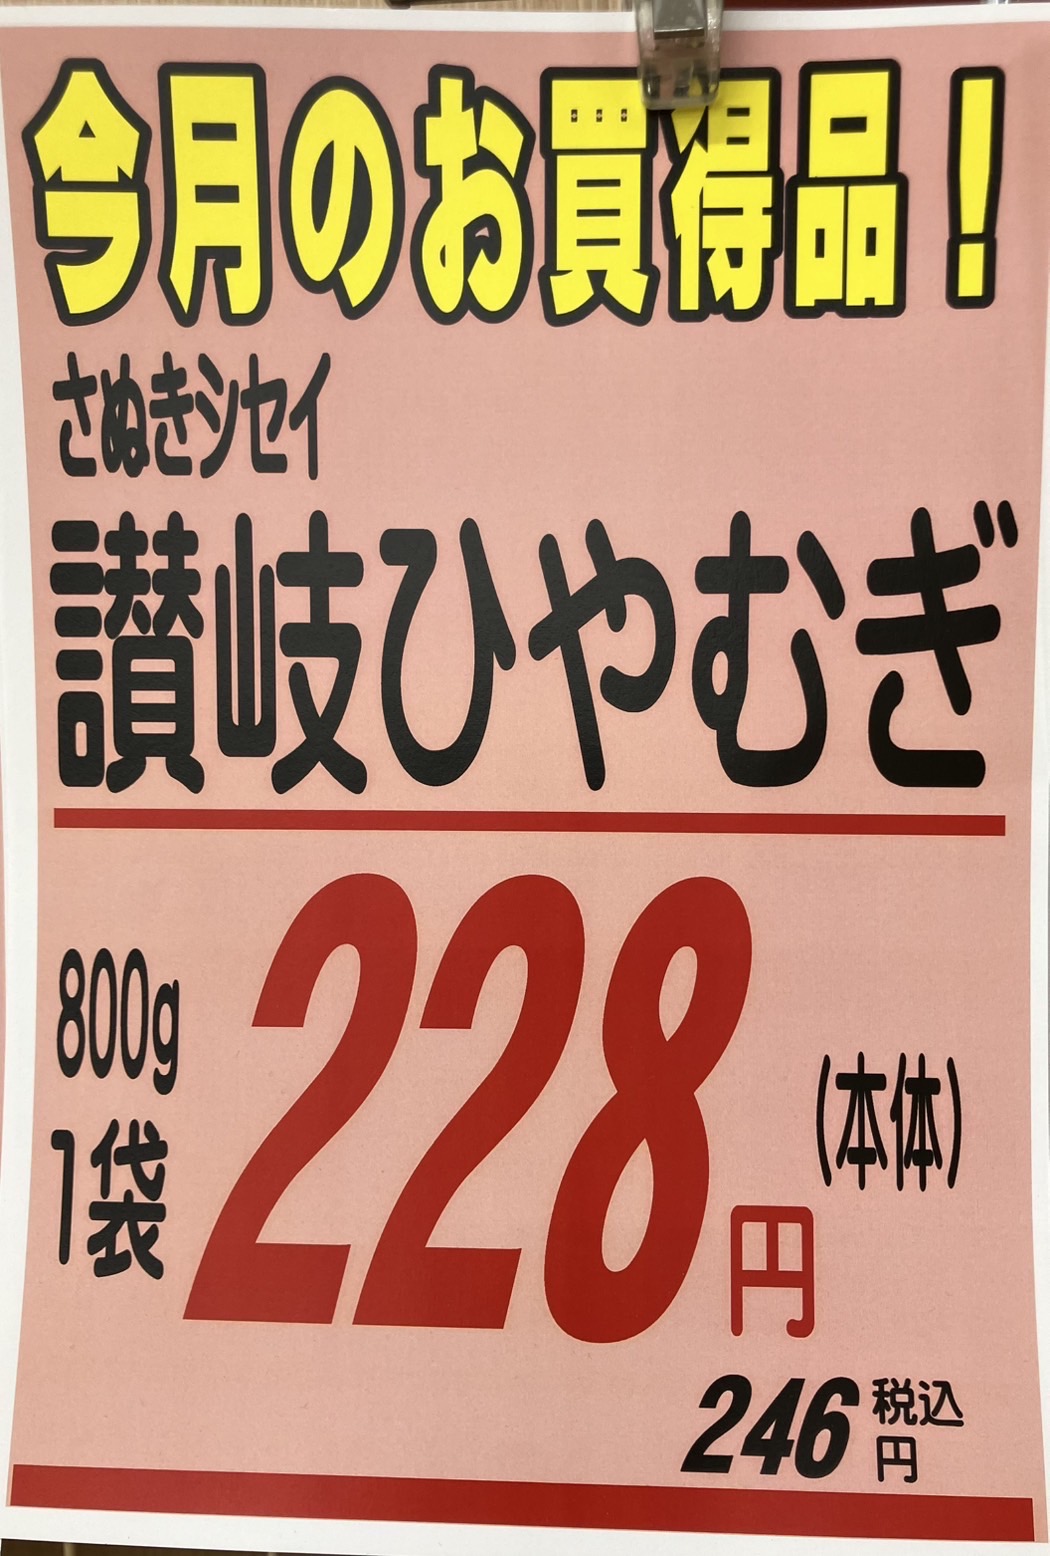 今月のお買得品！
さぬきシセイ
讃岐ひやむぎ
800g
1袋
228円(本体)
246円税込